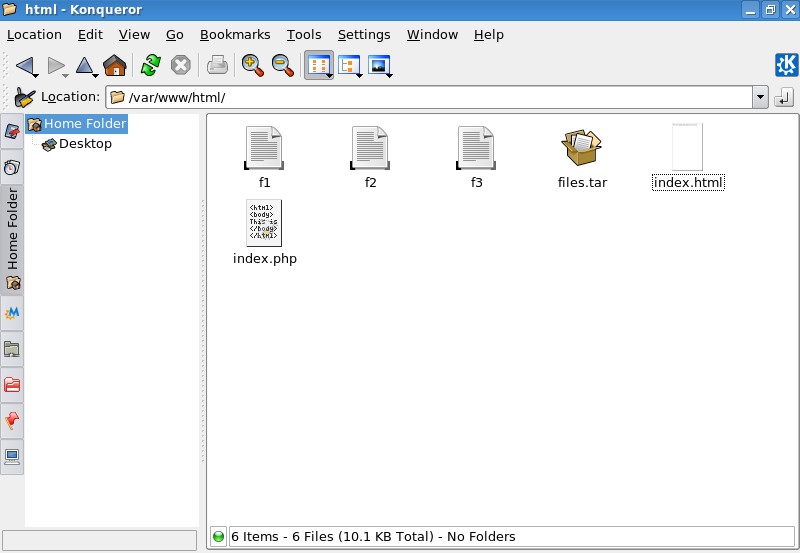 html - Konqueror
Location Edit View Go Bookmarks Tools Settings Window Help
Location: /var/www/html/
Home Folder
Desktop
Home Folder
f1 f2 f3 files.tar index.html
<html>
<body>
This is
</body>
</html>
index.php
6 Items - 6 Files (10.1 KB Total) - No Folders